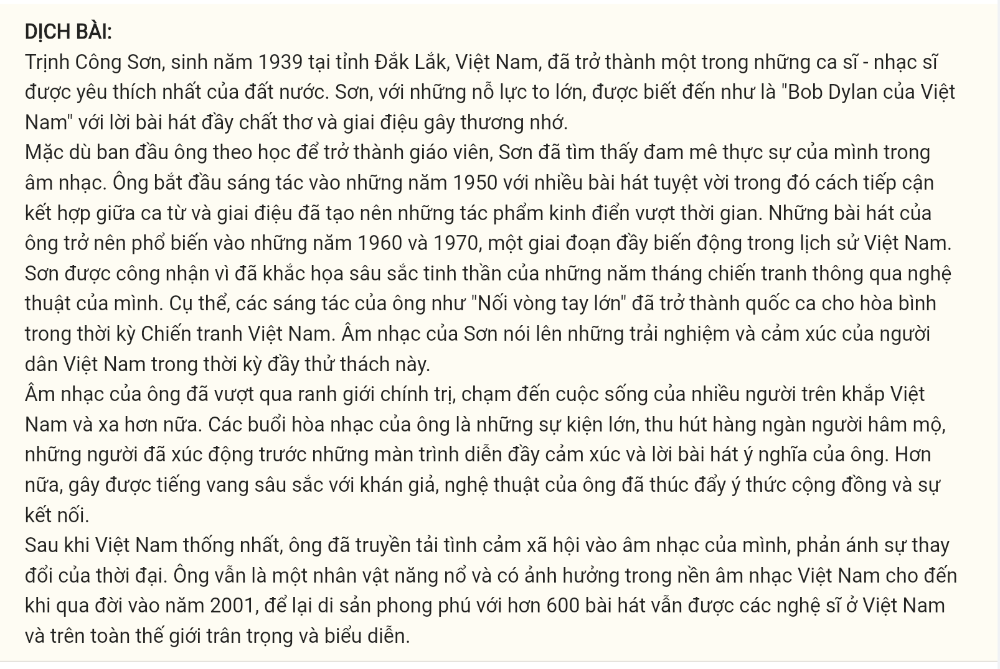 DỊCH BÀI:
Trịnh Công Sơn, sinh năm 1939 tại tỉnh Đắk Lắk, Việt Nam, đã trở thành một trong những ca sĩ - nhạc sĩ
được yêu thích nhất của đất nước. Sơn, với những nỗ lực to lớn, được biết đến như là "Bob Dylan của Việt
Nam" với lời bài hát đầy chất thơ và giai điệu gây thương nhớ.
Mặc dù ban đầu ông theo học để trở thành giáo viên, Sơn đã tìm thấy đam mê thực sự của mình trong
âm nhạc. Ông bắt đầu sáng tác vào những năm 1950 với nhiều bài hát tuyệt vời trong đó cách tiếp cận
kết hợp giữa ca từ và giai điệu đã tạo nên những tác phẩm kinh điển vượt thời gian. Những bài hát của
ông trở nên phổ biến vào những năm 1960 và 1970, một giai đoạn đầy biến động trong lịch sử Việt Nam.
Sơn được công nhận vì đã khắc họa sâu sắc tinh thần của những năm tháng chiến tranh thông qua nghệ
thuật của mình. Cụ thể, các sáng tác của ông như "Nối vòng tay lớn" đã trở thành quốc ca cho hòa bình
trong thời kỳ Chiến tranh Việt Nam. Âm nhạc của Sơn nói lên những trải nghiệm và cảm xúc của người
dân Việt Nam trong thời kỳ đầy thử thách này.
Âm nhạc của ông đã vượt qua ranh giới chính trị, chạm đến cuộc sống của nhiều người trên khắp Việt
Nam và xa hơn nữa. Các buổi hòa nhạc của ông là những sự kiện lớn, thu hút hàng ngàn người hâm mộ,
những người đã xúc động trước những màn trình diễn đầy cảm xúc và lời bài hát ý nghĩa của ông. Hơn
nữa, gây được tiếng vang sâu sắc với khán giả, nghệ thuật của ông đã thúc đẩy ý thức cộng đồng và sự
kết nối.
Sau khi Việt Nam thống nhất, ông đã truyền tải tình cảm xã hội vào âm nhạc của mình, phản ánh sự thay
đổi của thời đại. Ông vẫn là một nhân vật năng nổ và có ảnh hưởng trong nền âm nhạc Việt Nam cho đến
khi qua đời vào năm 2001, để lại di sản phong phú với hơn 600 bài hát vẫn được các nghệ sĩ ở Việt Nam
và trên toàn thế giới trân trọng và biểu diễn.